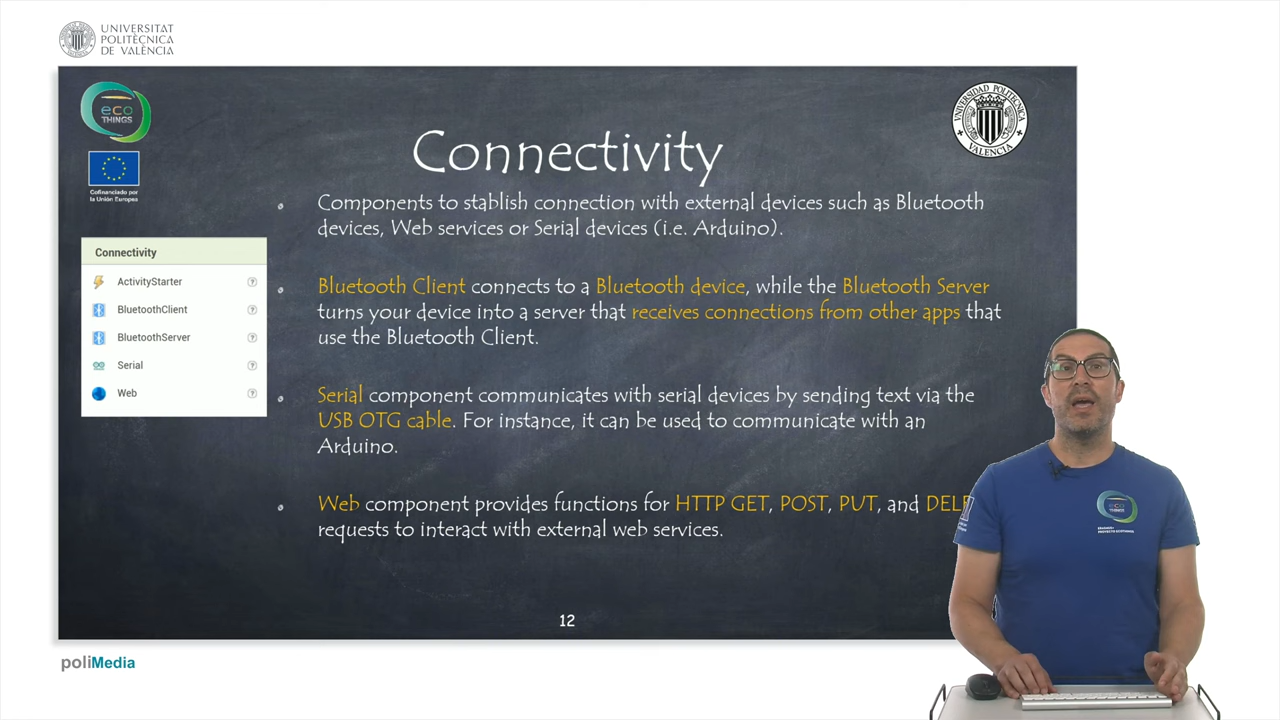 UNIVERSITAT
POLITÈCNICA
DE VALÈNCIA
eco
THINGS
Cofinanciado por
la Unión Europea
UNIVERSIDAD POLITECNICA
VALENCIA
Connectivity
Components to stablish connection with external devices such as Bluetooth
devices, Web services or Serial devices (i.e. Arduino).
Bluetooth Client connects to a Bluetooth device, while the Bluetooth Server
turns your device into a server that receives connections from other apps that
use the Bluetooth Client.
Serial component communicates with serial devices by sending text via the
USB OTG cable. For instance, it can be used to communicate with an
Arduino.
Web component provides functions for HTTP GET, POST, PUT, and
requests to interact with external web services.
Connectivity
ActivityStarter
BluetoothClient
BluetoothServer
Serial
Web
12
eco
THINGS
poliMedia